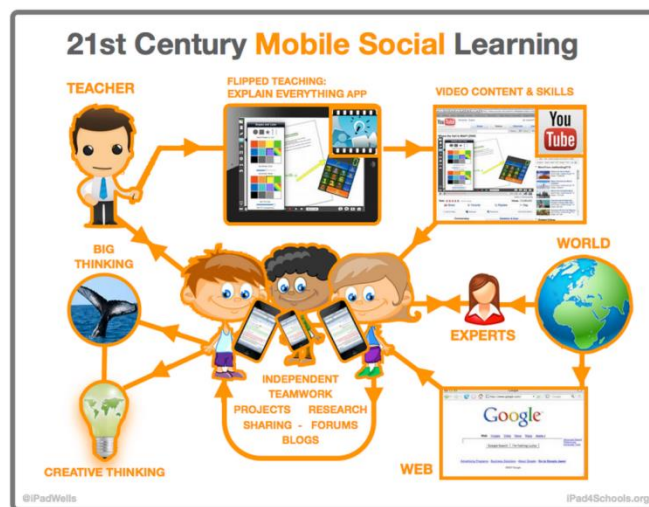 21st Century Mobile Social Learning
TEACHER
FLIPPED TEACHING:
EXPLAIN EVERYTHING APP
VIDEO CONTENT & SKILLS
YouTube
You
Tube
BIG
THINKING
WORLD
EXPERTS
INDEPENDENT
TEAMWORK
PROJECTS RESEARCH
SHARING - FORUMS
BLOGS
Google
CREATIVE THINKING
WEB
@iPadWells
iPad4Schools.org